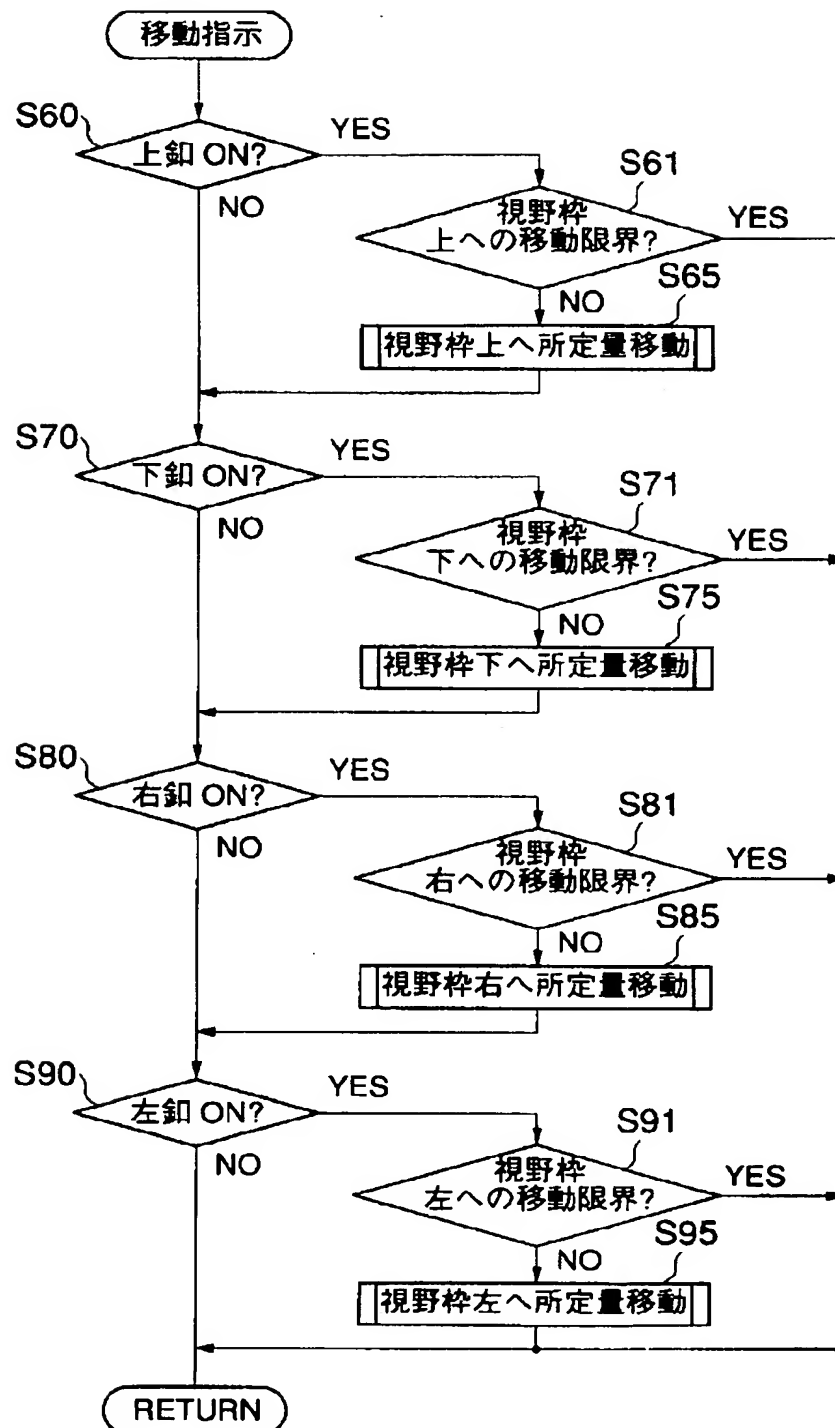 移動指示
S60
上釦 ON?
YES
NO
S61
視野枠
上への移動限界?
YES
NO
S65
視野枠上へ所定量移動
S70
下釦 ON?
YES
NO
S71
視野枠
下への移動限界?
YES
NO
S75
視野枠下へ所定量移動
S80
右釦 ON?
YES
NO
S81
視野枠
右への移動限界?
YES
NO
S85
視野枠右へ所定量移動
S90
左釦 ON?
YES
NO
S91
視野枠
左への移動限界?
YES
NO
S95
視野枠左へ所定量移動
RETURN